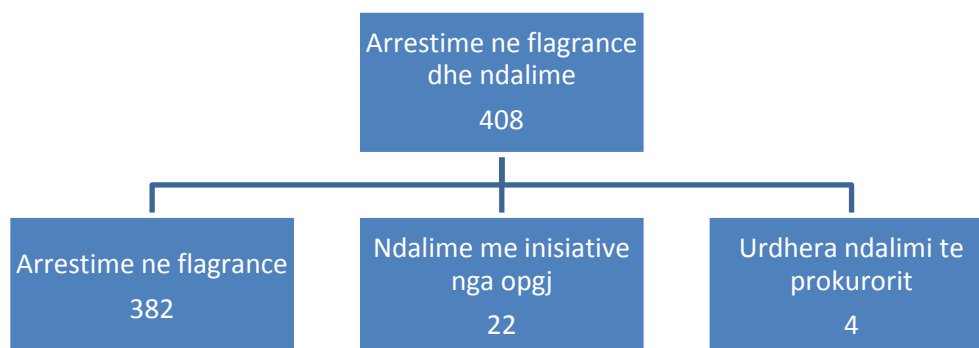 Arrestime ne flagrance
dhe ndalime
408
Arrestime ne flagrance
382
Ndalime me inisiative
nga opgj
22
Urdhera ndalimi te
prokurorit
4